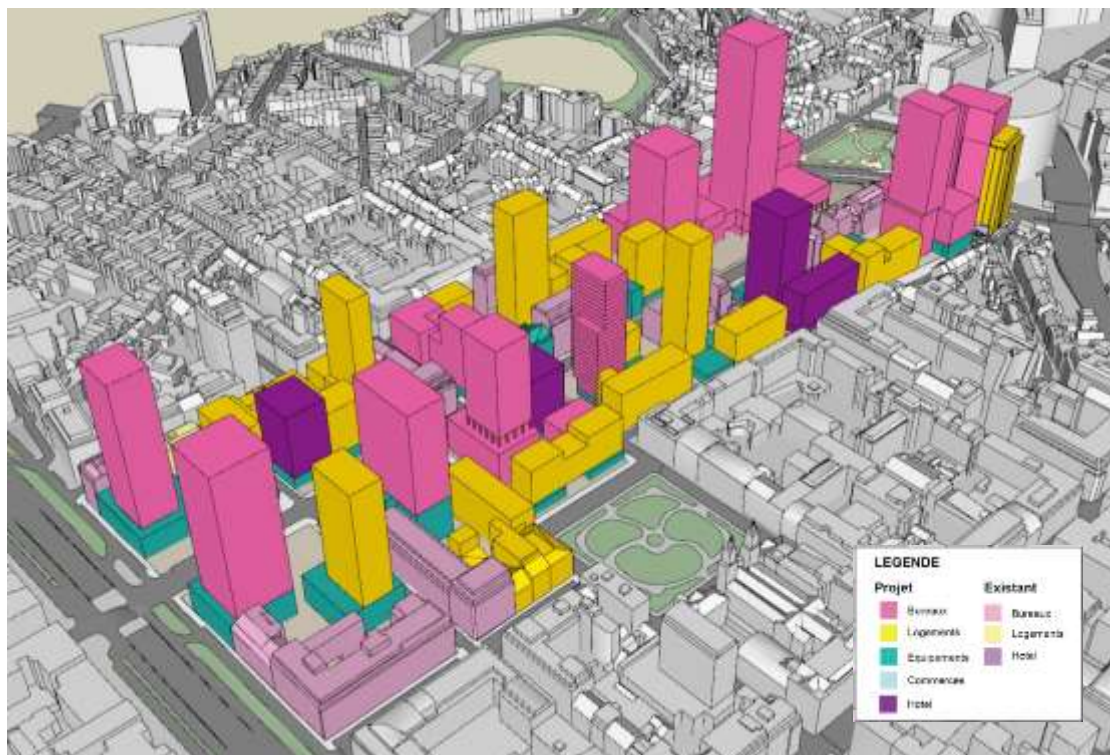 LEGENDE
Projet
Bureaux
Logements
Equipements
Commerces
Hotel
Existant
Bureaux
Logements
Hotel